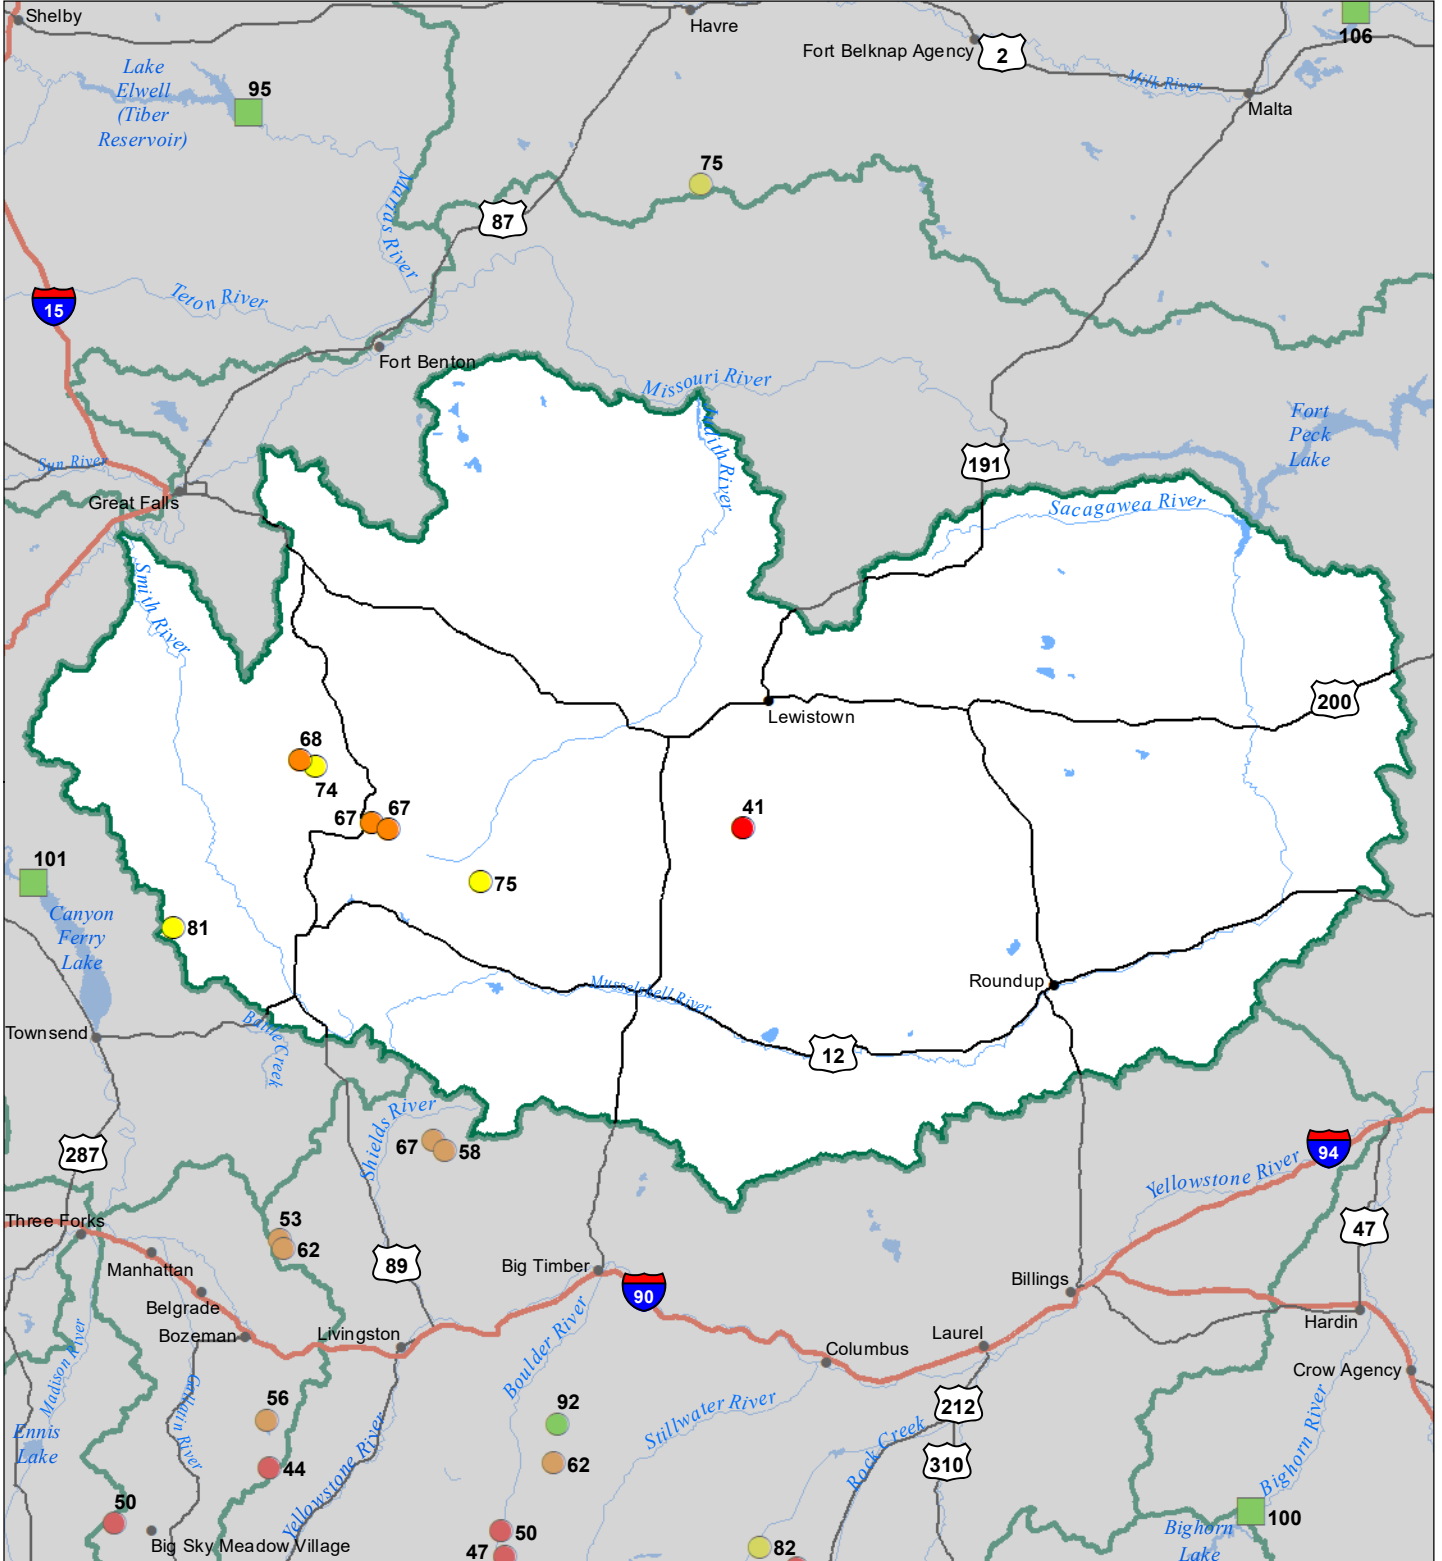 Shelby
Havre
Fort Belknap Agency
2
106
Lake
Elwell
(Tiber
Reservoir)
95
Milk River
Malta
75
Marias River
87
15
Teton River
Fort Benton
Missouri River
Judith River
Fort
Peck
Lake
Sun River
191
Great Falls
Sacagawea River
Smith River
200
Lewistown
68
74
67
67
41
101
75
Canyon
Ferry
Lake
81
Musselshell River
Roundup
Townsend
Battle Creek
12
Shields River
287
67
58
94
Yellowstone River
Three Forks
53
62
47
Manhattan
89
Big Timber
Billings
90
Belgrade
Bozeman
Livingston
Laurel
Hardin
Columbus
Madison River
Gallatin River
Boulder River
Crow Agency
56
92
Stillwater River
212
Ennis
Lake
Rock Creek
Bighorn River
44
62
310
Yellowstone River
50
50
100
Big Sky Meadow Village
47
82
Bighorn
Lake